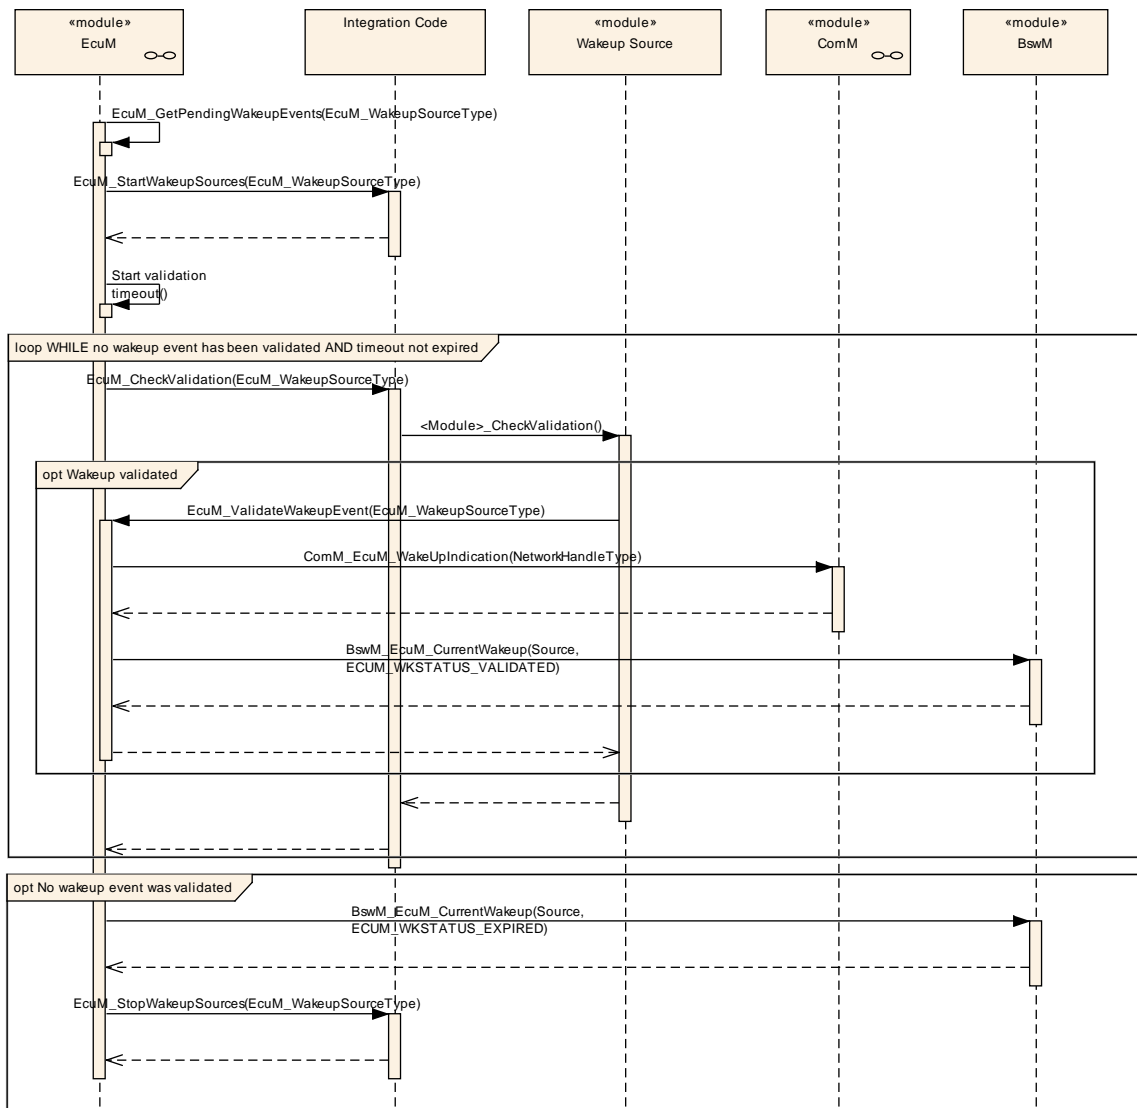 «module»
EcuM
Integration Code
«module»
Wakeup Source
«module»
ComM
«module»
BswM
EcuM_GetPendingWakeupEvents(EcuM_WakeupSourceType)
EcuM_StartWakeupSources(EcuM_WakeupSourceType)
Start validation
timeout()
loop WHILE no wakeup event has been validated AND timeout not expired
EcuM_CheckValidation(EcuM_WakeupSourceType)
<Module>_CheckValidation()
opt Wakeup validated
EcuM_ValidateWakeupEvent(EcuM_WakeupSourceType)
ComM_EcuM_WakeUpIndication(NetworkHandleType)
BswM_EcuM_CurrentWakeup(Source,
ECUM_WKSTATUS_VALIDATED)
opt No wakeup event was validated
BswM_EcuM_CurrentWakeup(Source,
ECUM_WKSTATUS_EXPIRED)
EcuM_StopWakeupSources(EcuM_WakeupSourceType)